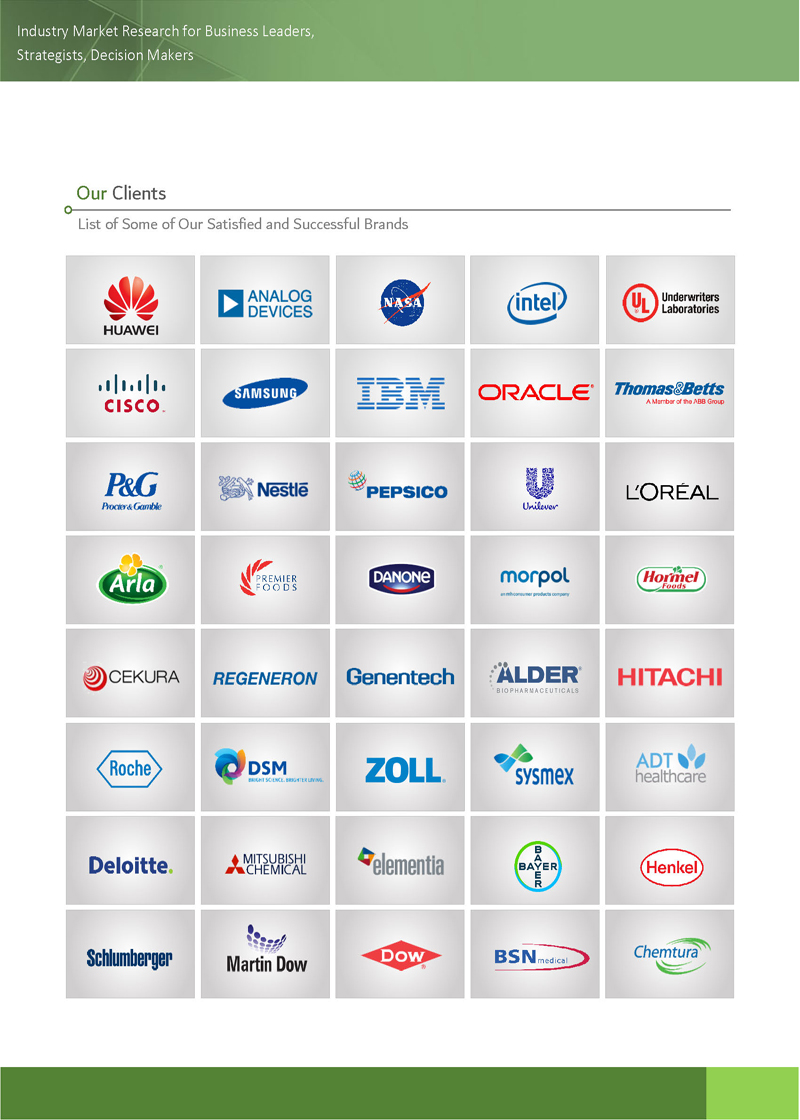 Industry Market Research for Business Leaders,
Strategists, Decision Makers
Our Clients
List of Some of Our Satisfied and Successful Brands
HUAWEI
ANALOG
DEVICES
NASA
intel
UL
Underwriters
Laboratories
CISCO
SAMSUNG
IBM
ORACLE®
Thomas&Betts
A Member of the ABB Group
P&G
Procter & Gamble
Nestlē
PEPSICO
Unilever
L'ORÉAL
Arla
PREMIER
FOODS
DANONE
morpol
Hormel
Foods
CEKURA
REGENERON
Genentech
ALDER
BIOPHARMACEUTICALS
HITACHI
Roche
DSM
BRIGHT SCIENCE. BRIGHTER LIVING.
ZOLL®
sysmex
ADT
healthcare
Deloitte.
MITSUBISHI
CHEMICAL
elementia
BAYER
BAYER
Henkel
Schlumberger
Martin Dow
Dow
BSN medical
Chemtura